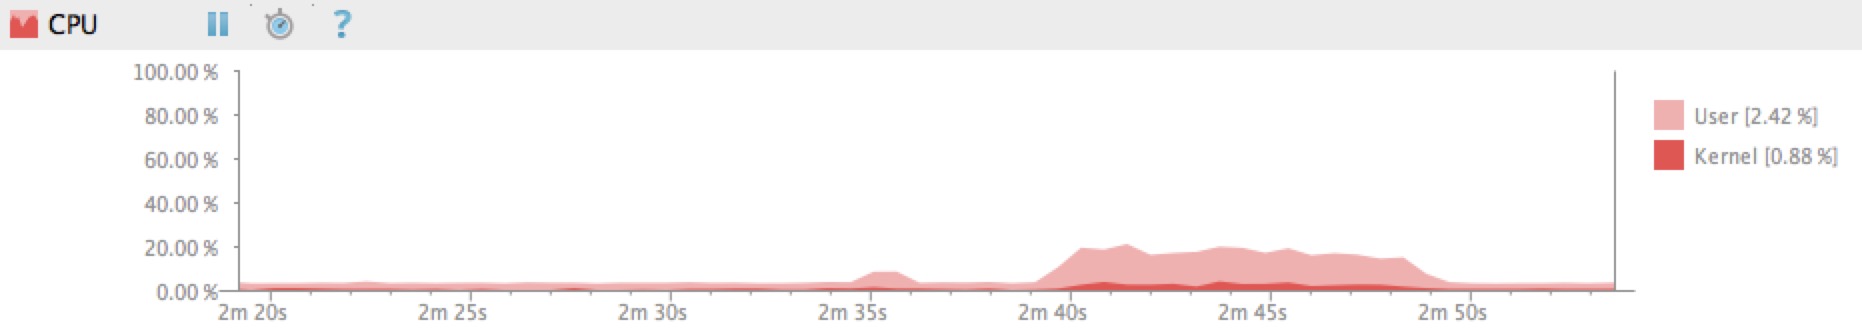 CPU ?
100.00 %
80.00 %
60.00 %
40.00 %
20.00 %
0.00 %
2m 20s 2m 25s 2m 30s 2m 35s 2m 40s 2m 45s 2m 50s
User [2.42 %]
Kernel [0.88 %]